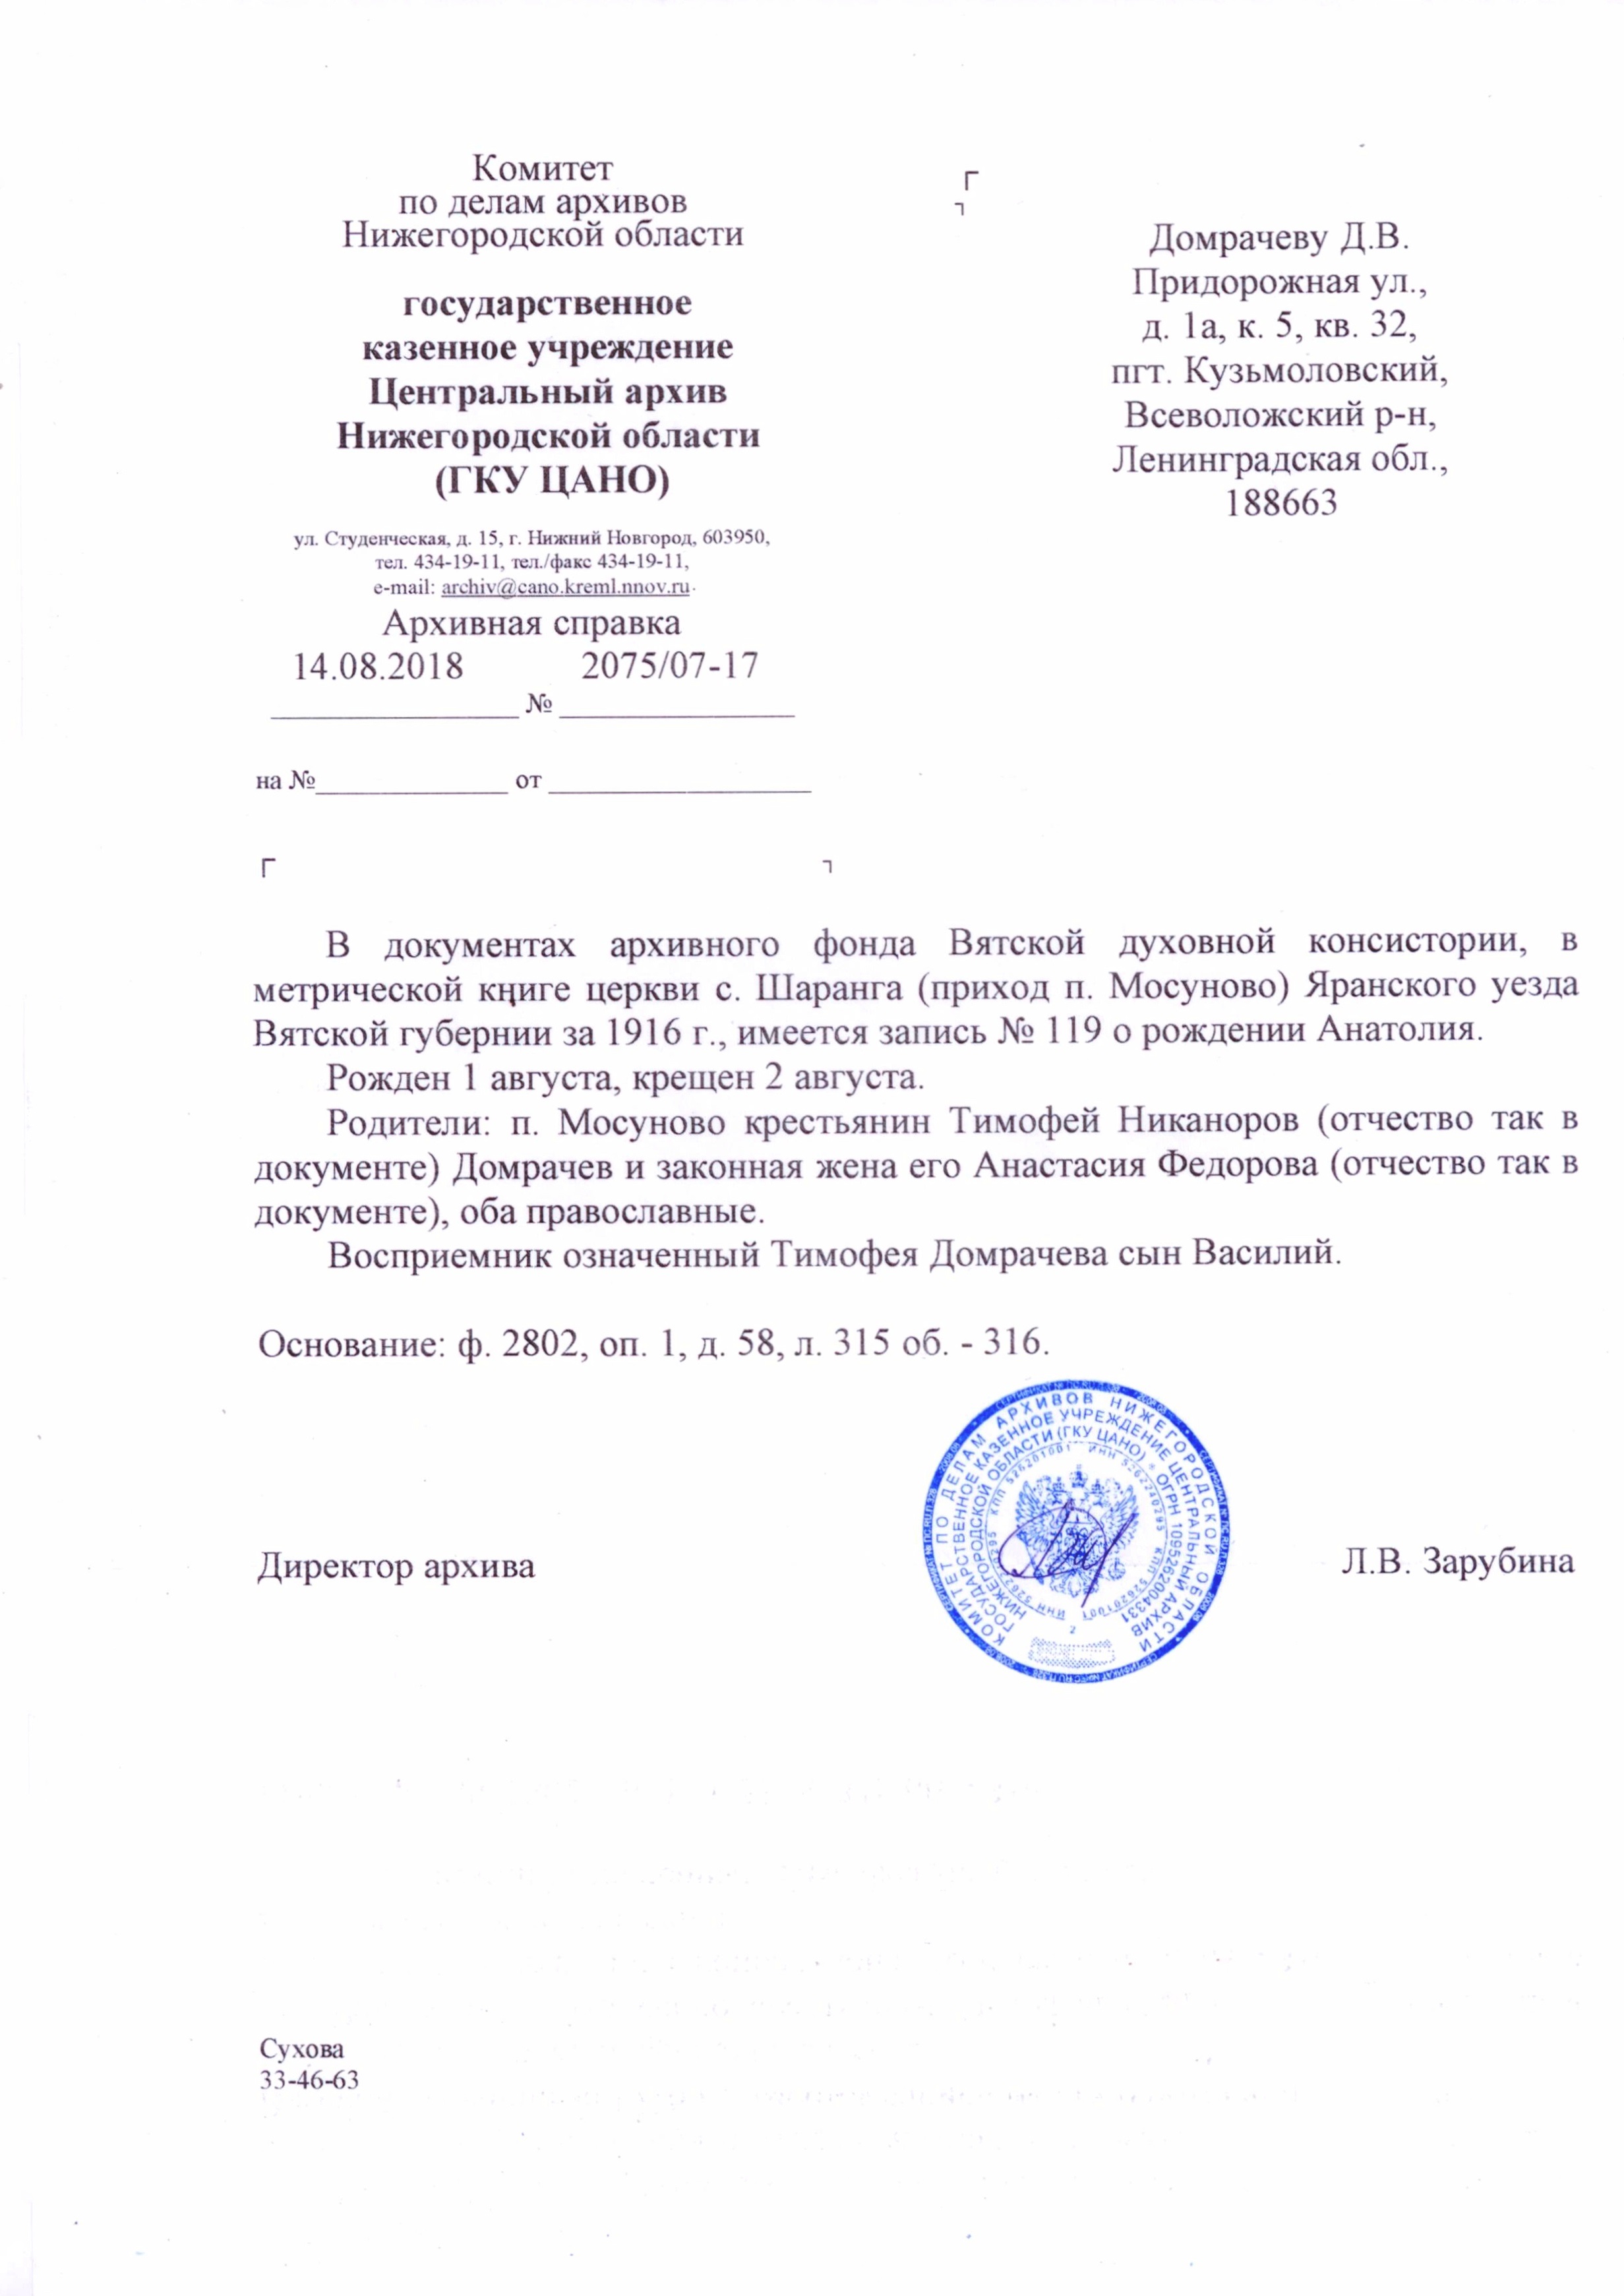 Комитет
по делам архивов
Нижегородской области
государственное
казенное учреждение
Центральный архив
Нижегородской области
(ГКУ ЦАНО)
ул. Студенческая, д. 15, г. Нижний Новгород, 603950,
тел. 434-19-11, тел./факс 434-19-11,
e-mail: archiv@cano.kreml.nnov.ru
Архивная справка
14.08.2018 2075/07-17
№
на № от
Домрачеву Д.В.
Придорожная ул.,
д. 1а, к. 5, кв. 32,
пгт. Кузьмоловский,
Всеволожский р-н,
Ленинградская обл.,
188663
В документах архивного фонда Вятской духовной консистории, в
метрической книге церкви с. Шаранга (приход п. Мосуново) Яранского уезда
Вятской губернии за 1916 г., имеется запись № 119 о рождении Анатолия.
Рожден 1 августа, крещен 2 августа.
Родители: п. Мосуново крестьянин Тимофей Никаноров (отчество так в
документе) Домрачев и законная жена его Анастасия Федорова (отчество так в
документе), оба православные.
Восприемник означенный Тимофея Домрачева сын Василий.
Основание: ф. 2802, оп. 1, д. 58, л. 315 об. - 316.
Директор архива
Л.В. Зарубина
КОМИТЕТ ПО ДЕЛАМ АРХИВОВ НИЖЕГОРОДСКОЙ ОБЛАСТИ
ГОСУДАРСТВЕННОЕ КАЗЕННОЕ УЧРЕЖДЕНИЕ ЦЕНТРАЛЬНЫЙ АРХИВ
НИЖЕГОРОДСКОЙ ОБЛАСТИ (ГКУ ЦАНО) * ОГРН 1095262004331
ИНН 5262240295 КПП 526201001 ИНН 5262240295 КПП 526201001
2
Сухова
33-46-63